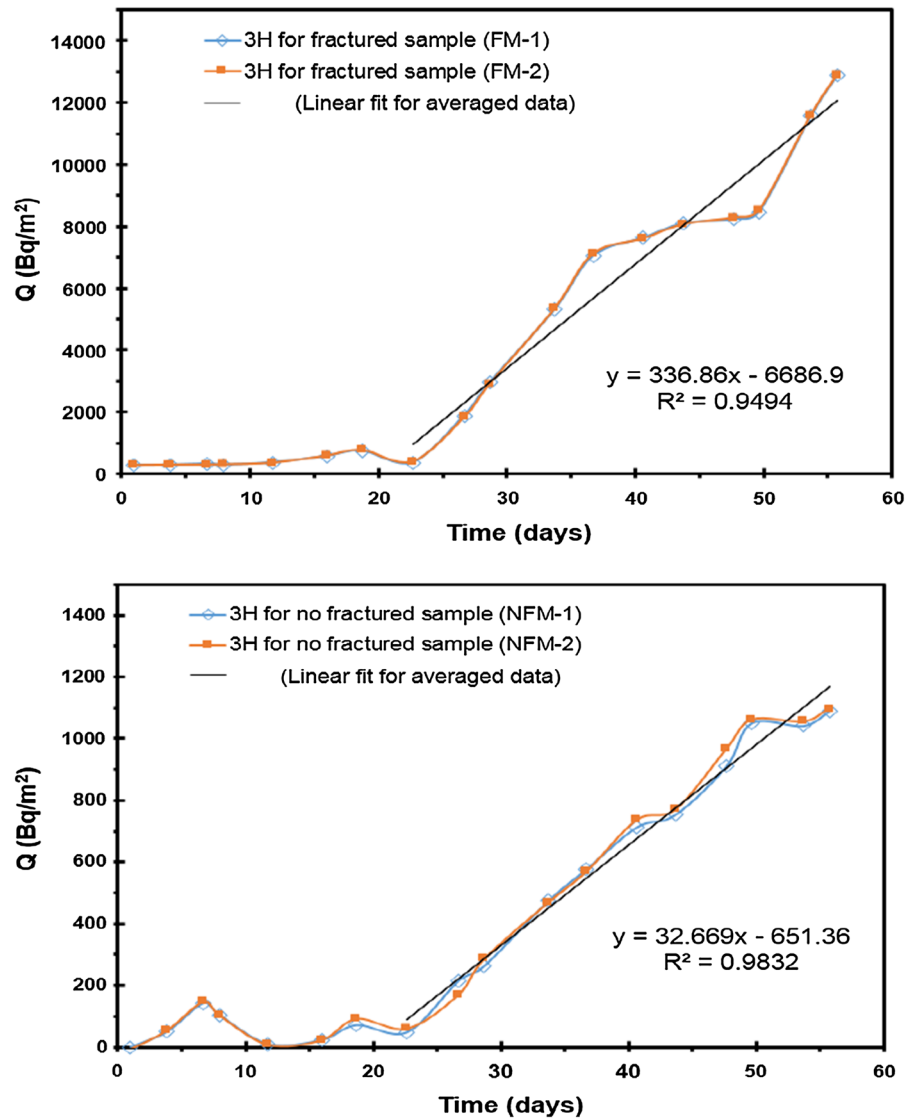 14000
12000
10000
8000
6000
4000
2000
0
Q (Bq/m²)
3H for fractured sample (FM-1)
3H for fractured sample (FM-2)
(Linear fit for averaged data)
y = 336.86x - 6686.9
R² = 0.9494
0 10 20 30 40 50 60
Time (days)
1400
1200
1000
800
600
400
200
0
Q (Bq/m²)
3H for no fractured sample (NFM-1)
3H for no fractured sample (NFM-2)
(Linear fit for averaged data)
y = 32.669x - 651.36
R² = 0.9832
0 10 20 30 40 50 60
Time (days)